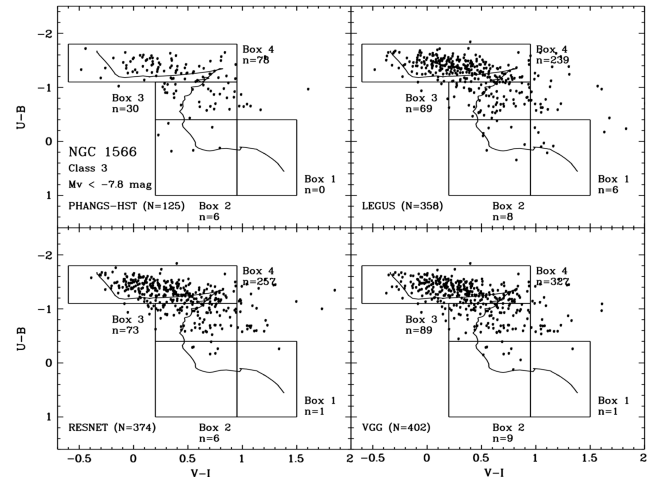 -2
-1
0
1
U-B
Box 4
n=78
Box 3
n=30
NGC 1566
Class 3
Mv < -7.8 mag
PHANGS-HST (N=125)
Box 2
n=6
Box 1
n=0
Box 4
n=239
Box 3
n=69
LEGUS (N=358)
Box 2
n=8
Box 1
n=6
-2
-1
0
1
U-B
Box 4
n=257
Box 3
n=73
RESNET (N=374)
Box 2
n=6
Box 1
n=1
Box 4
n=327
Box 3
n=89
VGG (N=402)
Box 2
n=9
Box 1
n=1
-0.5 0 0.5 1 1.5 2
V-I
-0.5 0 0.5 1 1.5 2
V-I